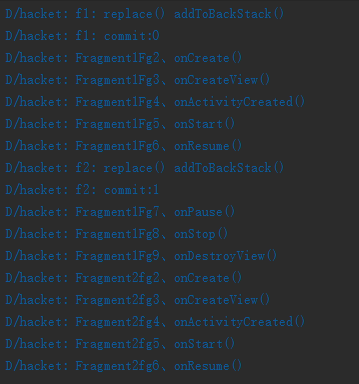 D/hacket: f1: replace() addToBackStack()
D/hacket: f1: commit:0
D/hacket: Fragment1Fg2、onCreate()
D/hacket: Fragment1Fg3、onCreateView()
D/hacket: Fragment1Fg4、onActivityCreated()
D/hacket: Fragment1Fg5、onStart()
D/hacket: Fragment1Fg6、onResume()
D/hacket: f2: replace() addToBackStack()
D/hacket: f2: commit:1
D/hacket: Fragment1Fg7、onPause()
D/hacket: Fragment1Fg8、onStop()
D/hacket: Fragment1Fg9、onDestroyView()
D/hacket: Fragment2fg2、onCreate()
D/hacket: Fragment2fg3、onCreateView()
D/hacket: Fragment2fg4、onActivityCreated()
D/hacket: Fragment2fg5、onStart()
D/hacket: Fragment2fg6、onResume()